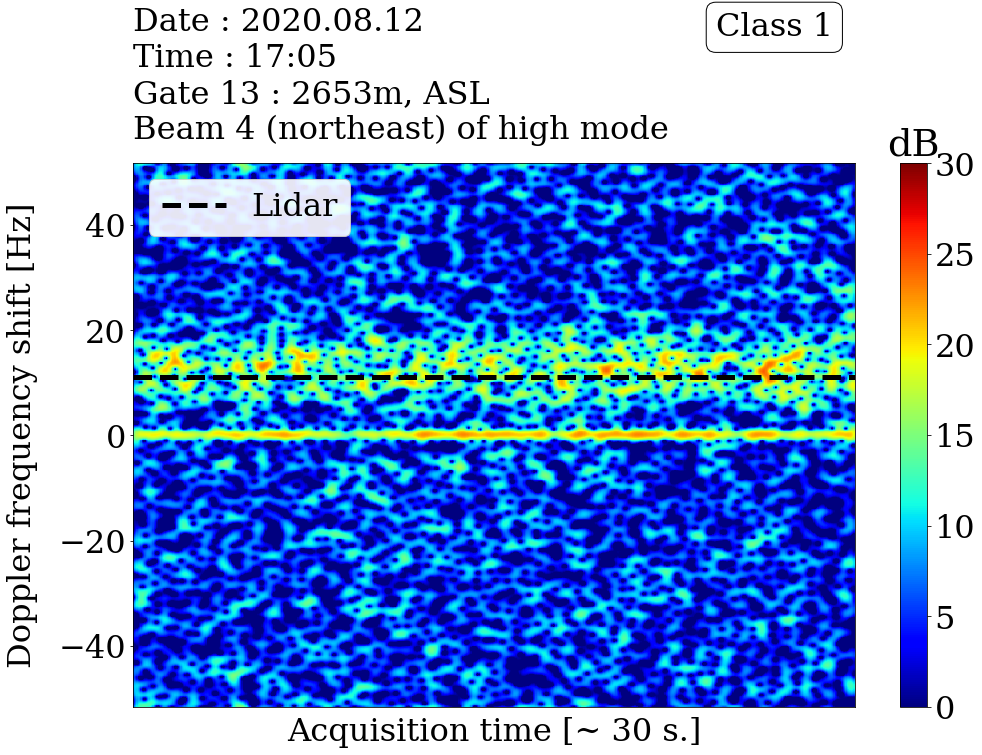 Date : 2020.08.12
Time : 17:05
Gate 13 : 2653m, ASL
Beam 4 (northeast) of high mode
Class 1
dB
Lidar
Doppler frequency shift [Hz]
40
20
0
−20
−40
30
25
20
15
10
5
0
Acquisition time [~ 30 s.]